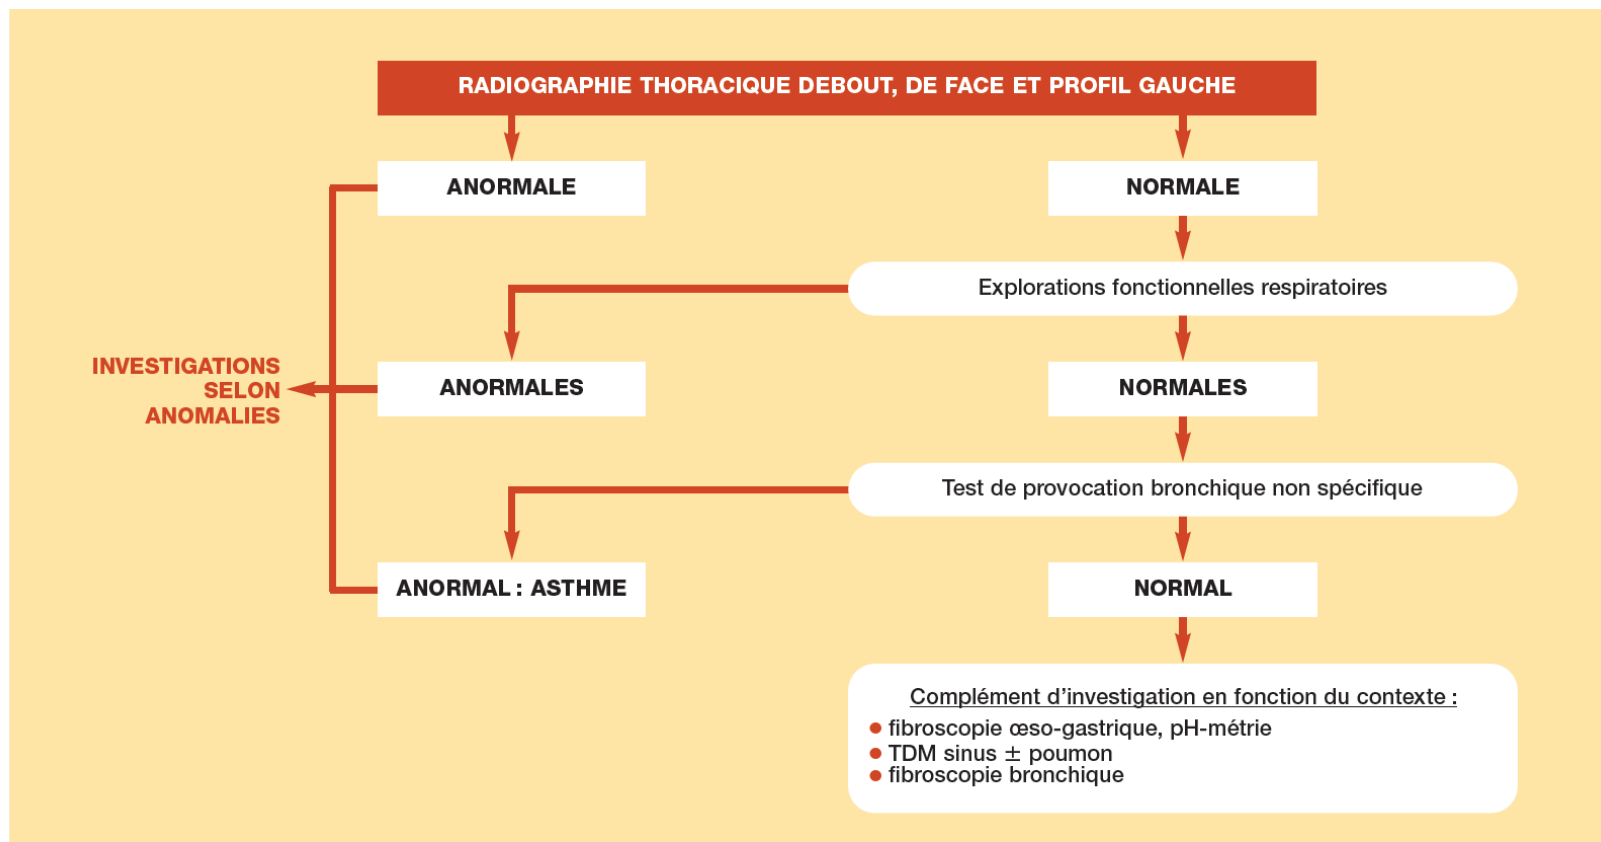 RADIOGRAPHIE THORACIQUE DEBOUT, DE FACE ET PROFIL GAUCHE
ANORMALE
NORMALE
Explorations fonctionnelles respiratoires
INVESTIGATIONS
SELON
ANOMALIES
ANORMALES
NORMALES
Test de provocation bronchique non spécifique
ANORMAL : ASTHME
NORMAL
Complément d’investigation en fonction du contexte :
● fibroscopie œso-gastrique, pH-métrie
● TDM sinus ± poumon
● fibroscopie bronchique